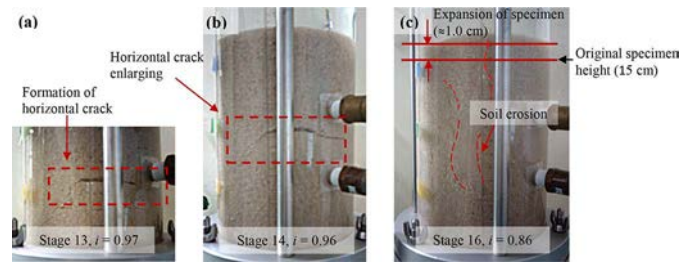 (a)
Formation of
horizontal crack
Stage 13, i = 0.97
(b)
Horizontal crack
enlarging
Stage 14, i = 0.96
(c)
Expansion of specimen
(≈1.0 cm)
Original specimen
height (15 cm)
Soil erosion
Stage 16, i = 0.86